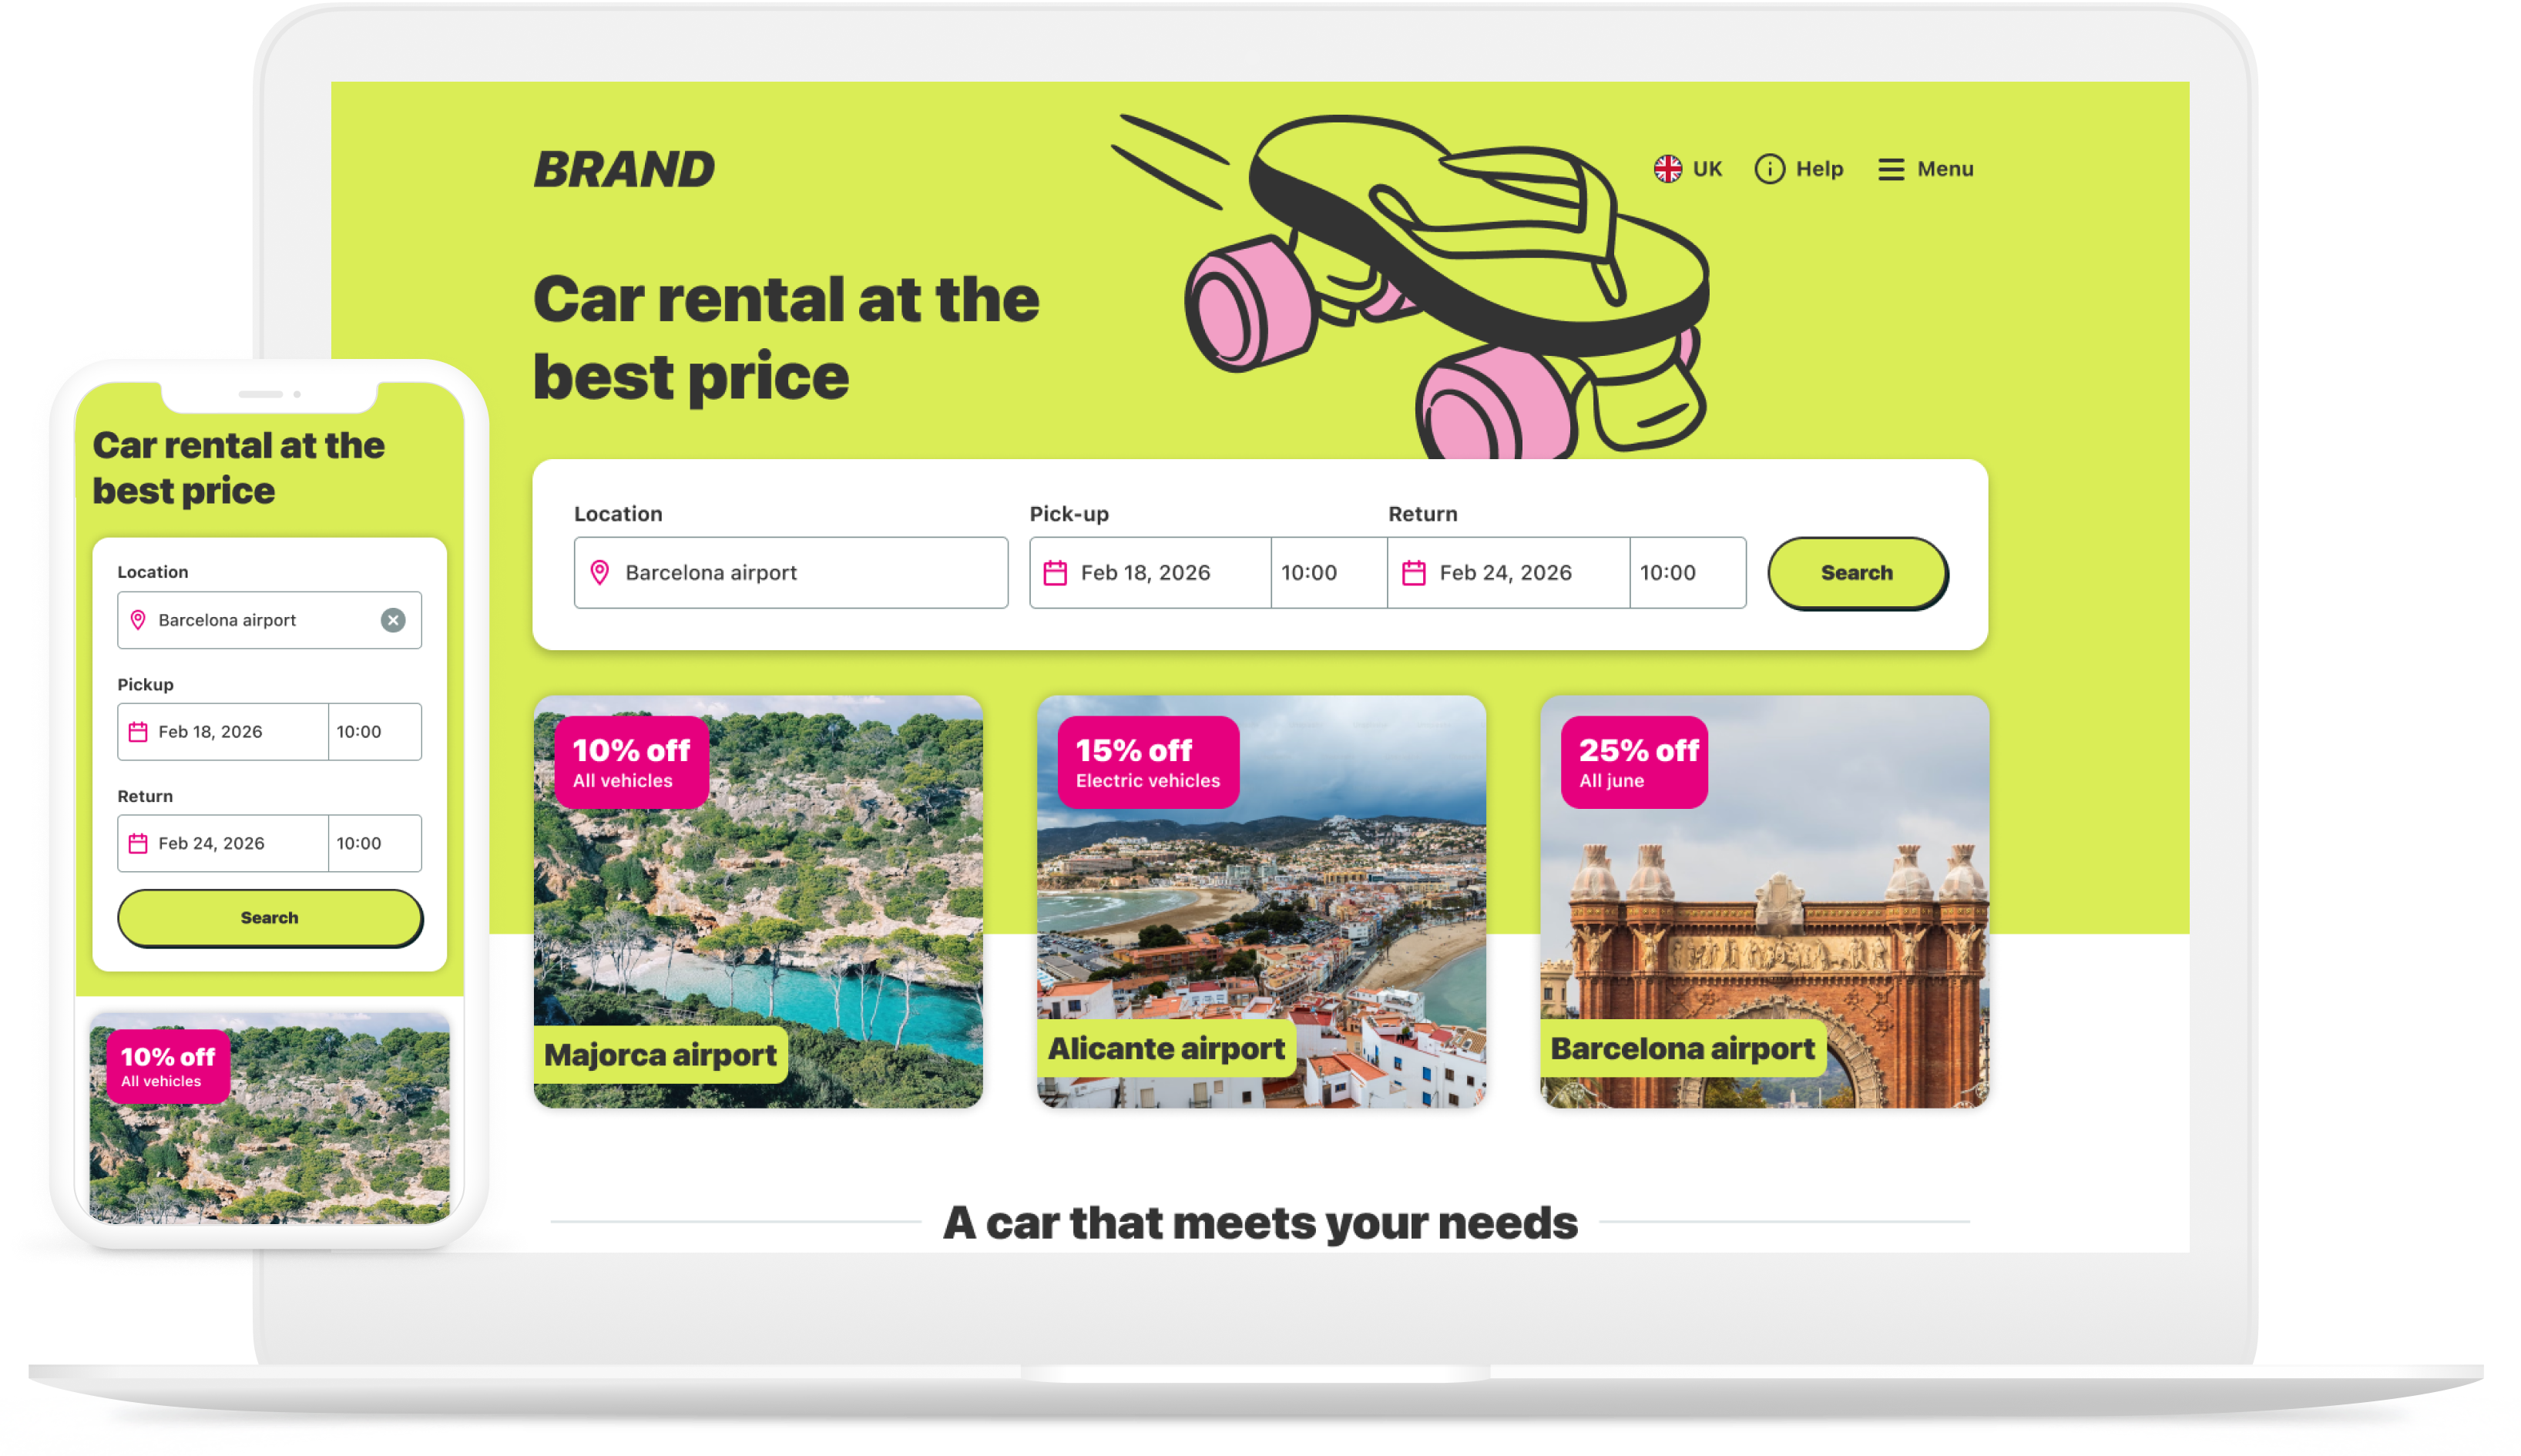 BRAND
UK Help Menu
Car rental at the
best price
Location
Pick-up
Return
Barcelona airport
Feb 18, 2026
10:00
Feb 24, 2026
10:00
Search
10% off
All vehicles
Majorca airport
15% off
Electric vehicles
Alicante airport
25% off
All june
Barcelona airport
A car that meets your needs
Car rental at the
best price
Location
Barcelona airport
Pickup
Feb 18, 2026
10:00
Return
Feb 24, 2026
10:00
Search
10% off
All vehicles